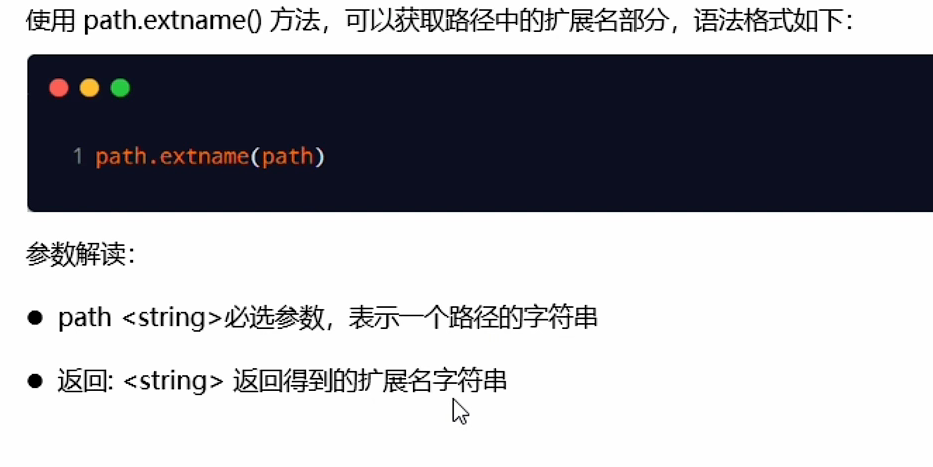 使用 path.extname() 方法，可以获取路径中的扩展名部分，语法格式如下：
1 path.extname(path)
参数解读：
● path <string>必选参数，表示一个路径的字符串
● 返回: <string> 返回得到的扩展名字符串